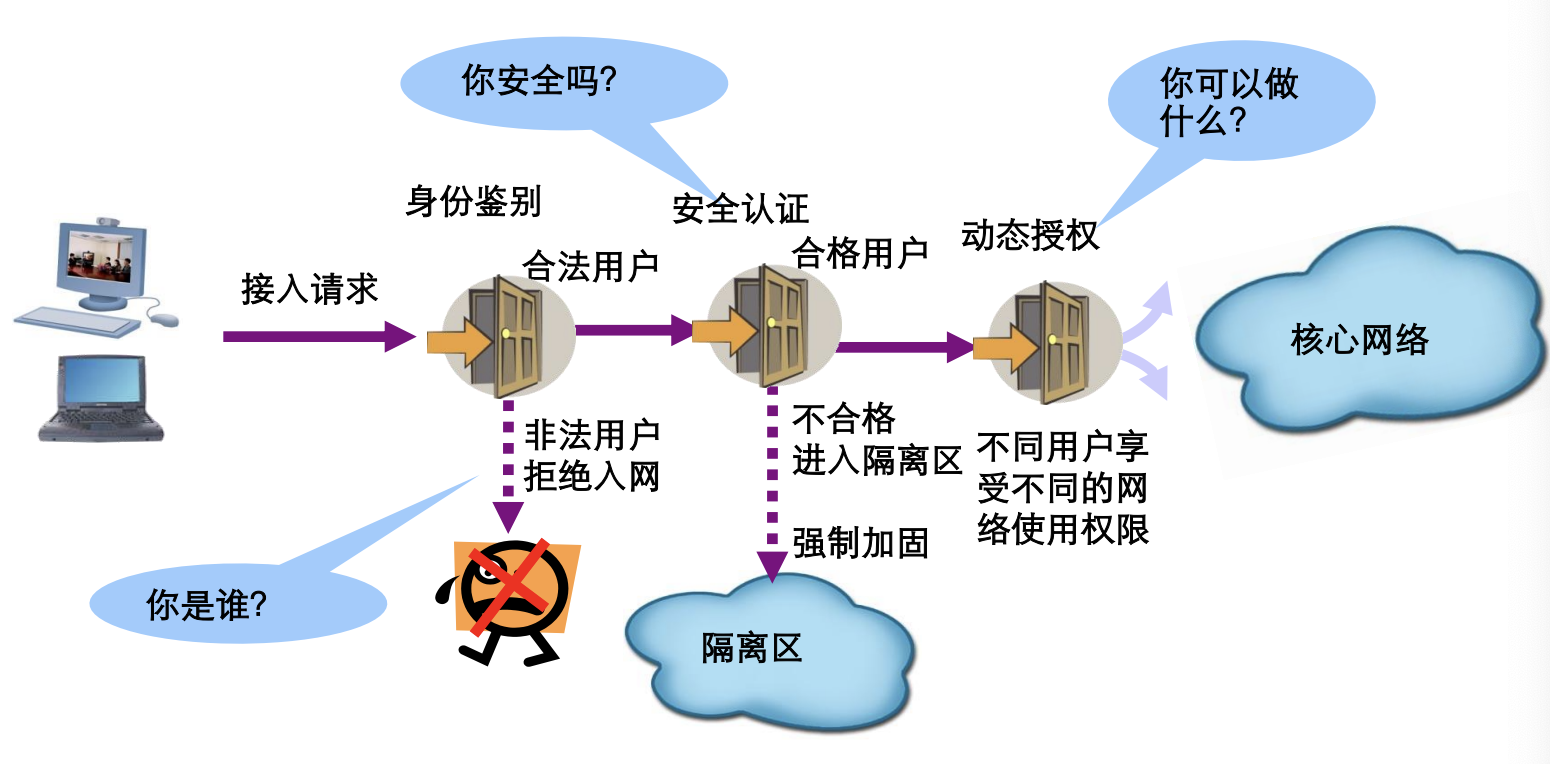 你安全吗?
你可以做
什么?
身份鉴别
安全认证
动态授权
接入请求
合法用户
合格用户
核心网络
非法用户
拒绝入网
不合格
进入隔离区
强制加固
不同用户享
受不同的网
络使用权限
你是谁?
隔离区